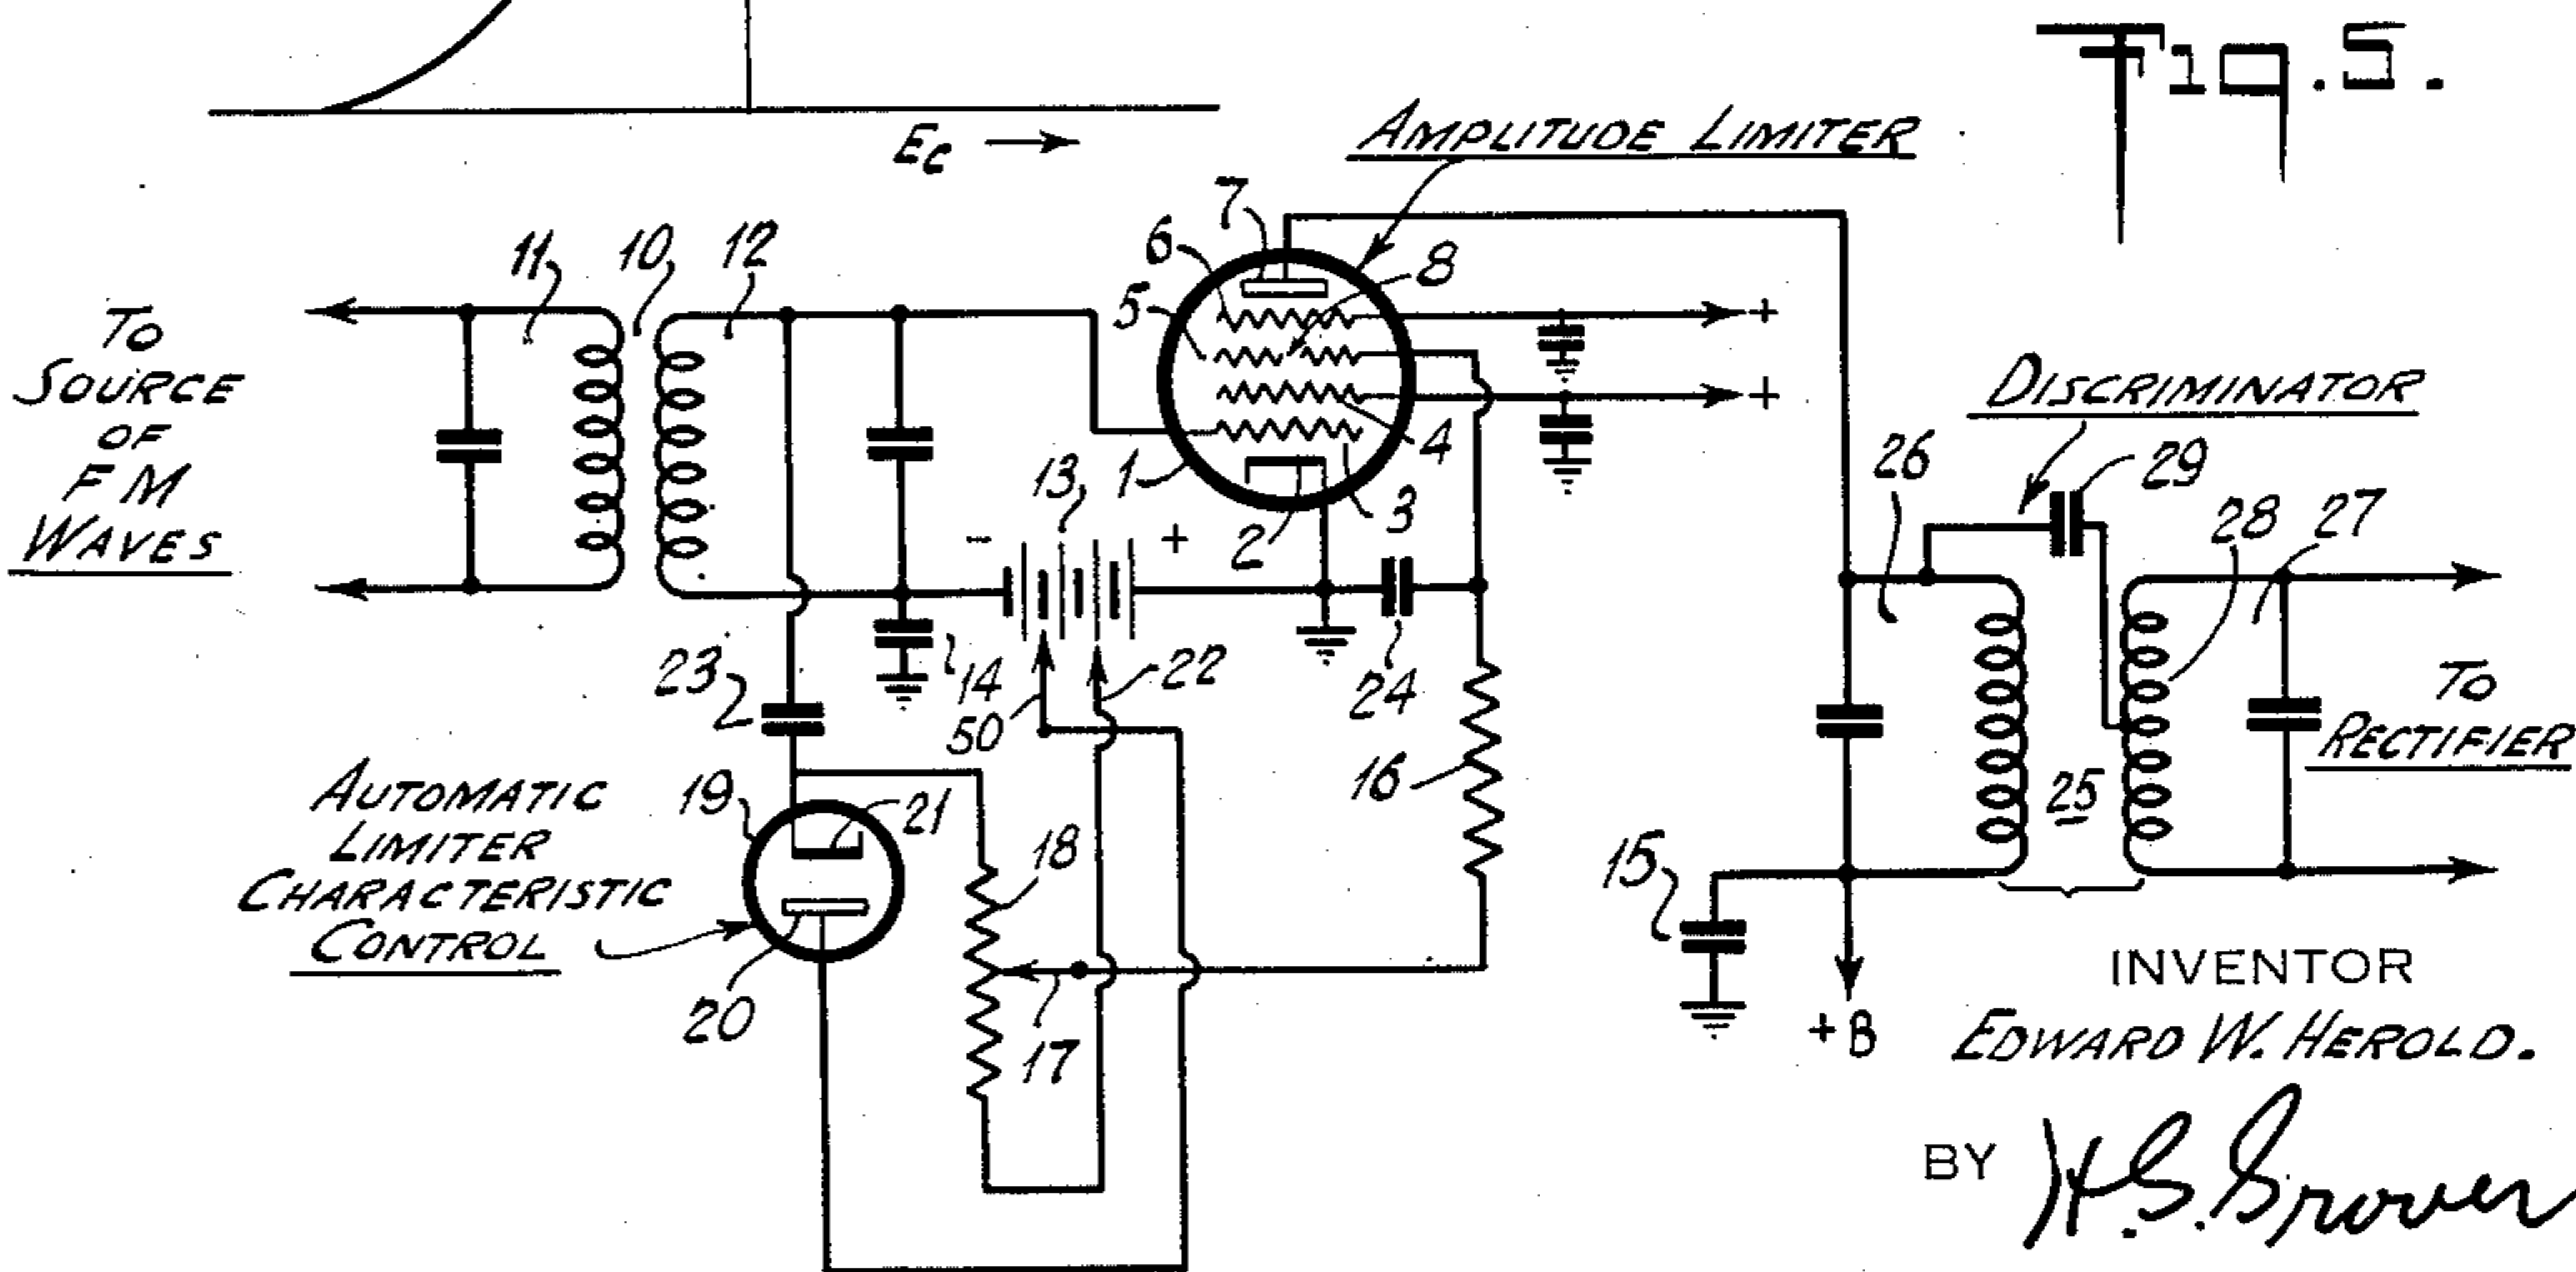 Fig. 5.
Ec
AMPLITUDE LIMITER
7
6
8
5
4
1
2
3
11
10
12
TO
SOURCE
OF
FM
WAVES
+
+
- 13 +
14
50
22
24
16
23
AUTOMATIC
LIMITER
CHARACTERISTIC
CONTROL
19
21
20
18
17
DISCRIMINATOR
26
29
28
27
25
TO
RECTIFIER
15
+B
INVENTOR
EDWARD W. HEROLD.
BY H.S. Grover